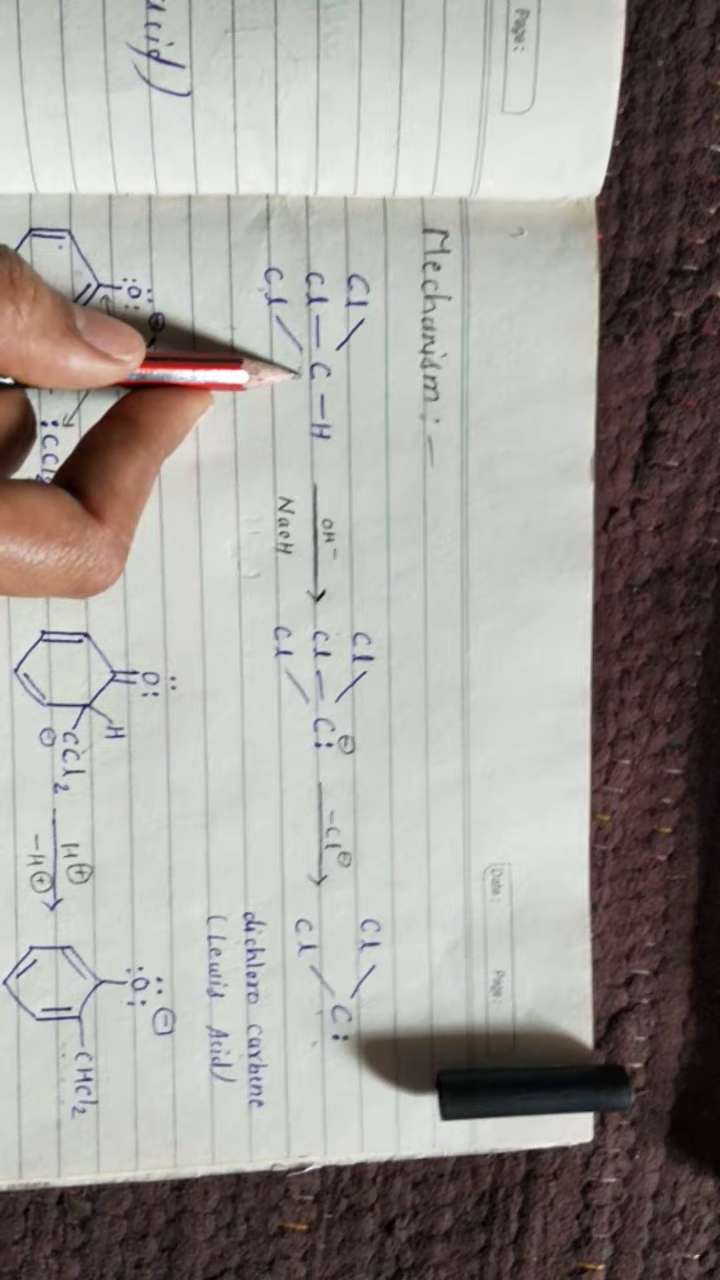 Page:
acid)
Date: Page:
Mechanism :-
Cl Cl Cl
Cl - C - H OH⁻ → Cl - C:⊖ -Cl⊖ → C:
Cl NaOH Cl Cl
dichloro carbene
(Lewis Acid)
:Ö:⊖ :Ö :Ö:⊖
H
:CCl₂ CCl₂ ⊖ H⊕ → CHCl₂
-H⊕